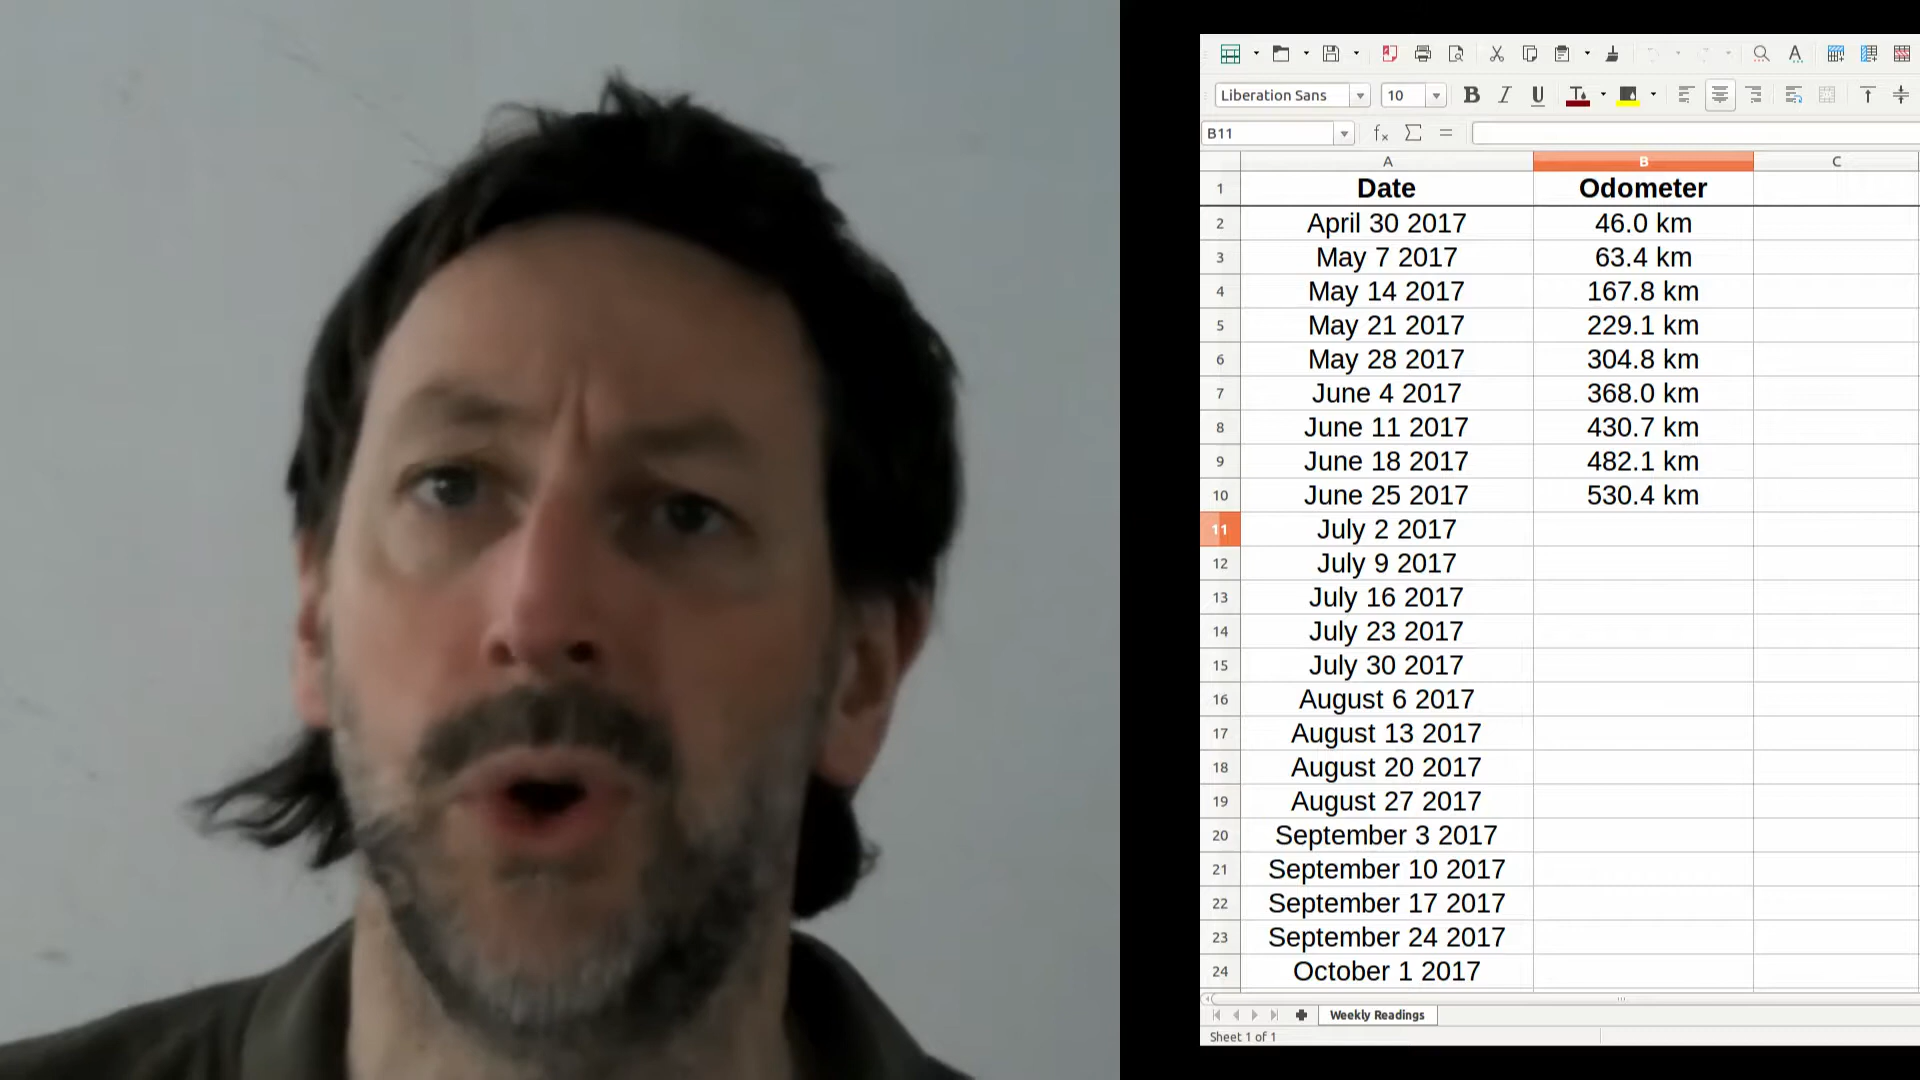 Liberation Sans 10 B I U
B11
A B C
1 Date Odometer
2 April 30 2017 46.0 km
3 May 7 2017 63.4 km
4 May 14 2017 167.8 km
5 May 21 2017 229.1 km
6 May 28 2017 304.8 km
7 June 4 2017 368.0 km
8 June 11 2017 430.7 km
9 June 18 2017 482.1 km
10 June 25 2017 530.4 km
11 July 2 2017
12 July 9 2017
13 July 16 2017
14 July 23 2017
15 July 30 2017
16 August 6 2017
17 August 13 2017
18 August 20 2017
19 August 27 2017
20 September 3 2017
21 September 10 2017
22 September 17 2017
23 September 24 2017
24 October 1 2017
Weekly Readings
Sheet 1 of 1